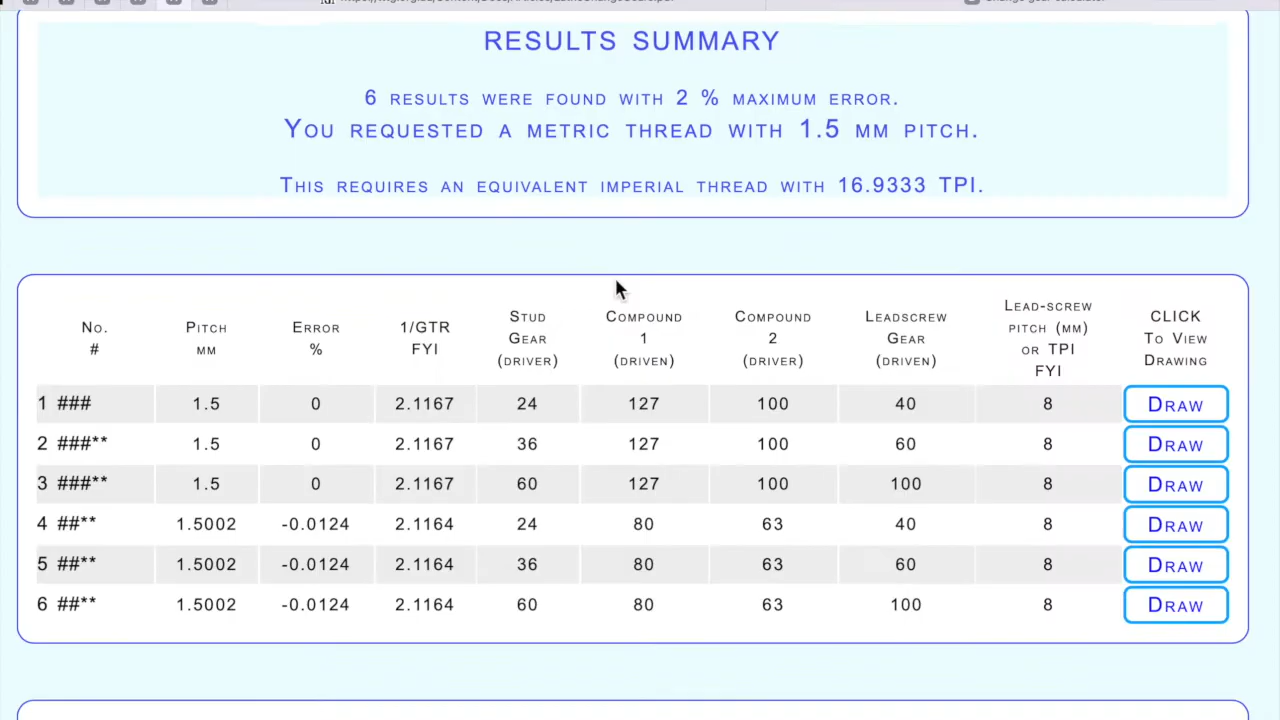 RESULTS SUMMARY
6 RESULTS WERE FOUND WITH 2 % MAXIMUM ERROR.
YOU REQUESTED A METRIC THREAD WITH 1.5 MM PITCH.
THIS REQUIRES AN EQUIVALENT IMPERIAL THREAD WITH 16.9333 TPI.
No. # Pitch mm Error % 1/GTR FYI Stud Gear (driver) Compound 1 (driven) Compound 2 (driver) Leadscrew Gear (driven) Lead-screw pitch (mm) or TPI FYI CLICK To View Drawing
1 ### 1.5 0 2.1167 24 127 100 40 8 Draw
2 ###** 1.5 0 2.1167 36 127 100 60 8 Draw
3 ###** 1.5 0 2.1167 60 127 100 100 8 Draw
4 ##** 1.5002 -0.0124 2.1164 24 80 63 40 8 Draw
5 ##** 1.5002 -0.0124 2.1164 36 80 63 60 8 Draw
6 ##** 1.5002 -0.0124 2.1164 60 80 63 100 8 Draw